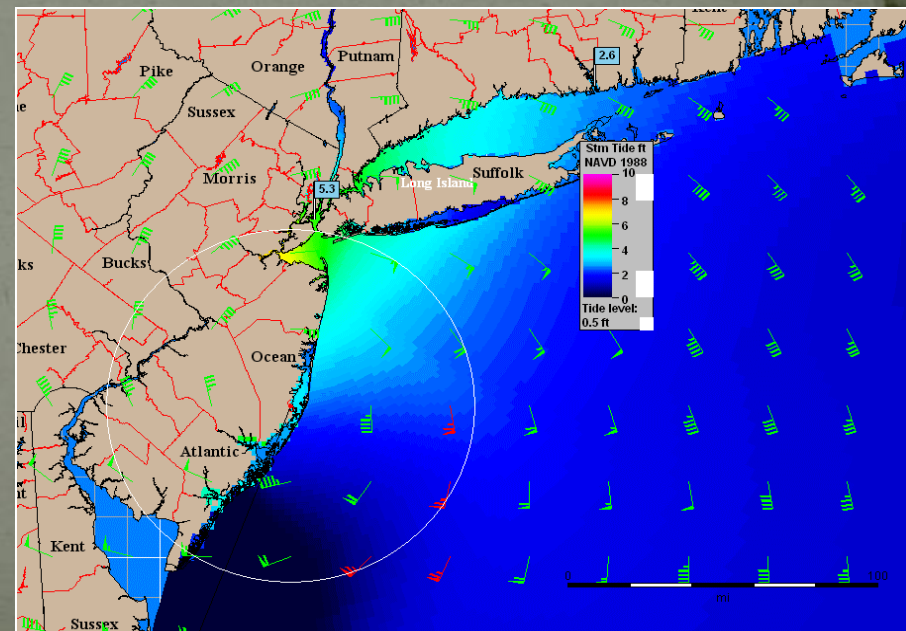 Kent
Putnam
Orange
2.6
Pike
Sussex
Stm Tide ft
NAVD 1988
10
8
6
4
2
0
Tide level:
0.5 ft
Morris
Suffolk
Long Island
5.3
Bucks
ks
Chester
Ocean
Atlantic
Kent
0
Sussex